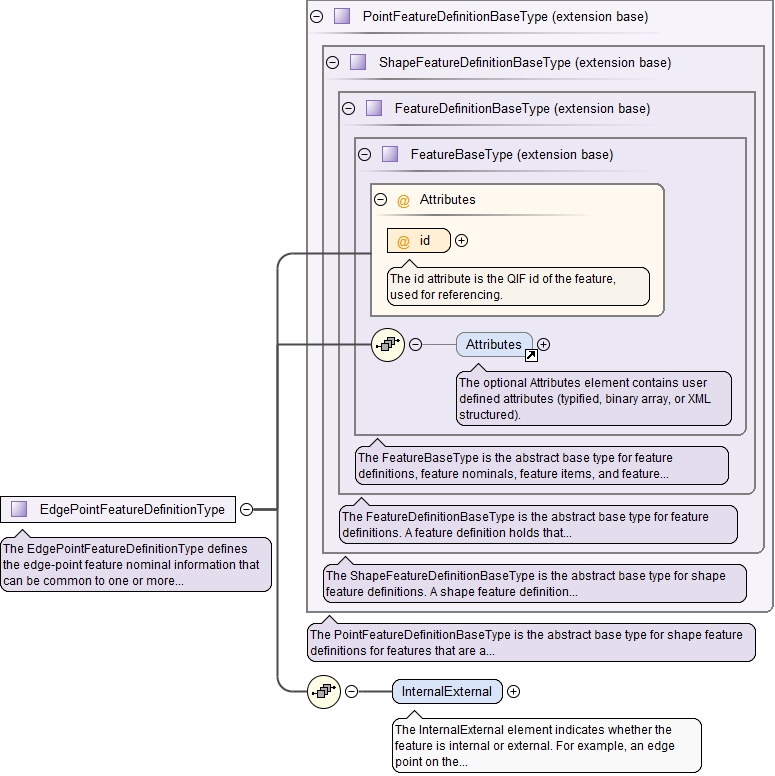 PointFeatureDefinitionBaseType (extension base)
ShapeFeatureDefinitionBaseType (extension base)
FeatureDefinitionBaseType (extension base)
FeatureBaseType (extension base)
@ Attributes
@ id
The id attribute is the QIF id of the feature,
used for referencing.
Attributes
The optional Attributes element contains user
defined attributes (typified, binary array, or XML
structured).
The FeatureBaseType is the abstract base type for feature
definitions, feature nominals, feature items, and feature...
EdgePointFeatureDefinitionType
The EdgePointFeatureDefinitionType defines
the edge-point feature nominal information that
can be common to one or more...
The FeatureDefinitionBaseType is the abstract base type for feature
definitions. A feature definition holds that...
The ShapeFeatureDefinitionBaseType is the abstract base type for shape
feature definitions. A shape feature definition...
The PointFeatureDefinitionBaseType is the abstract base type for shape feature
definitions for features that are a...
InternalExternal
The InternalExternal element indicates whether the
feature is internal or external. For example, an edge
point on the...